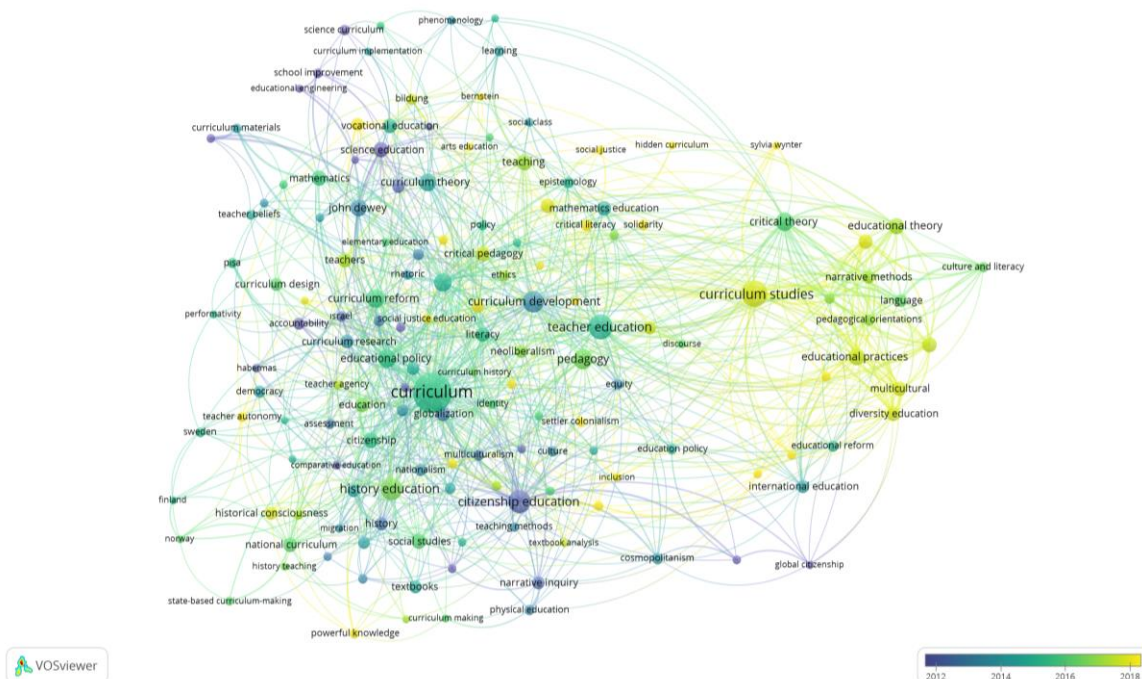 phenomenology
science curriculum
curriculum implementation
learning
school improvement
educational engineering
bildung
bernstein
curriculum materials
vocational education
social class
science education
arts education
social justice
hidden curriculum
sylvia wynter
teaching
mathematics
curriculum theory
epistemology
teacher beliefs
john dewey
mathematics education
policy
critical literacy
solidarity
critical theory
educational theory
elementary education
critical pedagogy
pisa
teachers
culture and literacy
rhetoric
ethics
narrative methods
curriculum design
curriculum reform
curriculum development
curriculum studies
language
performativity
accountability
israel
social justice education
pedagogical orientations
teacher education
literacy
curriculum research
discourse
neoliberalism
educational policy
pedagogy
educational practices
habermas
curriculum history
democracy
teacher agency
curriculum
equity
multicultural
education
identity
teacher autonomy
globalization
diversity education
assessment
settler colonialism
sweden
citizenship
educational reform
multiculturalism
culture
education policy
comparative education
nationalism
inclusion
international education
history education
finland
citizenship education
historical consciousness
migration
history
teaching methods
norway
national curriculum
social studies
textbook analysis
history teaching
cosmopolitanism
global citizenship
textbooks
narrative inquiry
state-based curriculum-making
physical education
curriculum making
powerful knowledge
VOSviewer
2012 2014 2016 2018